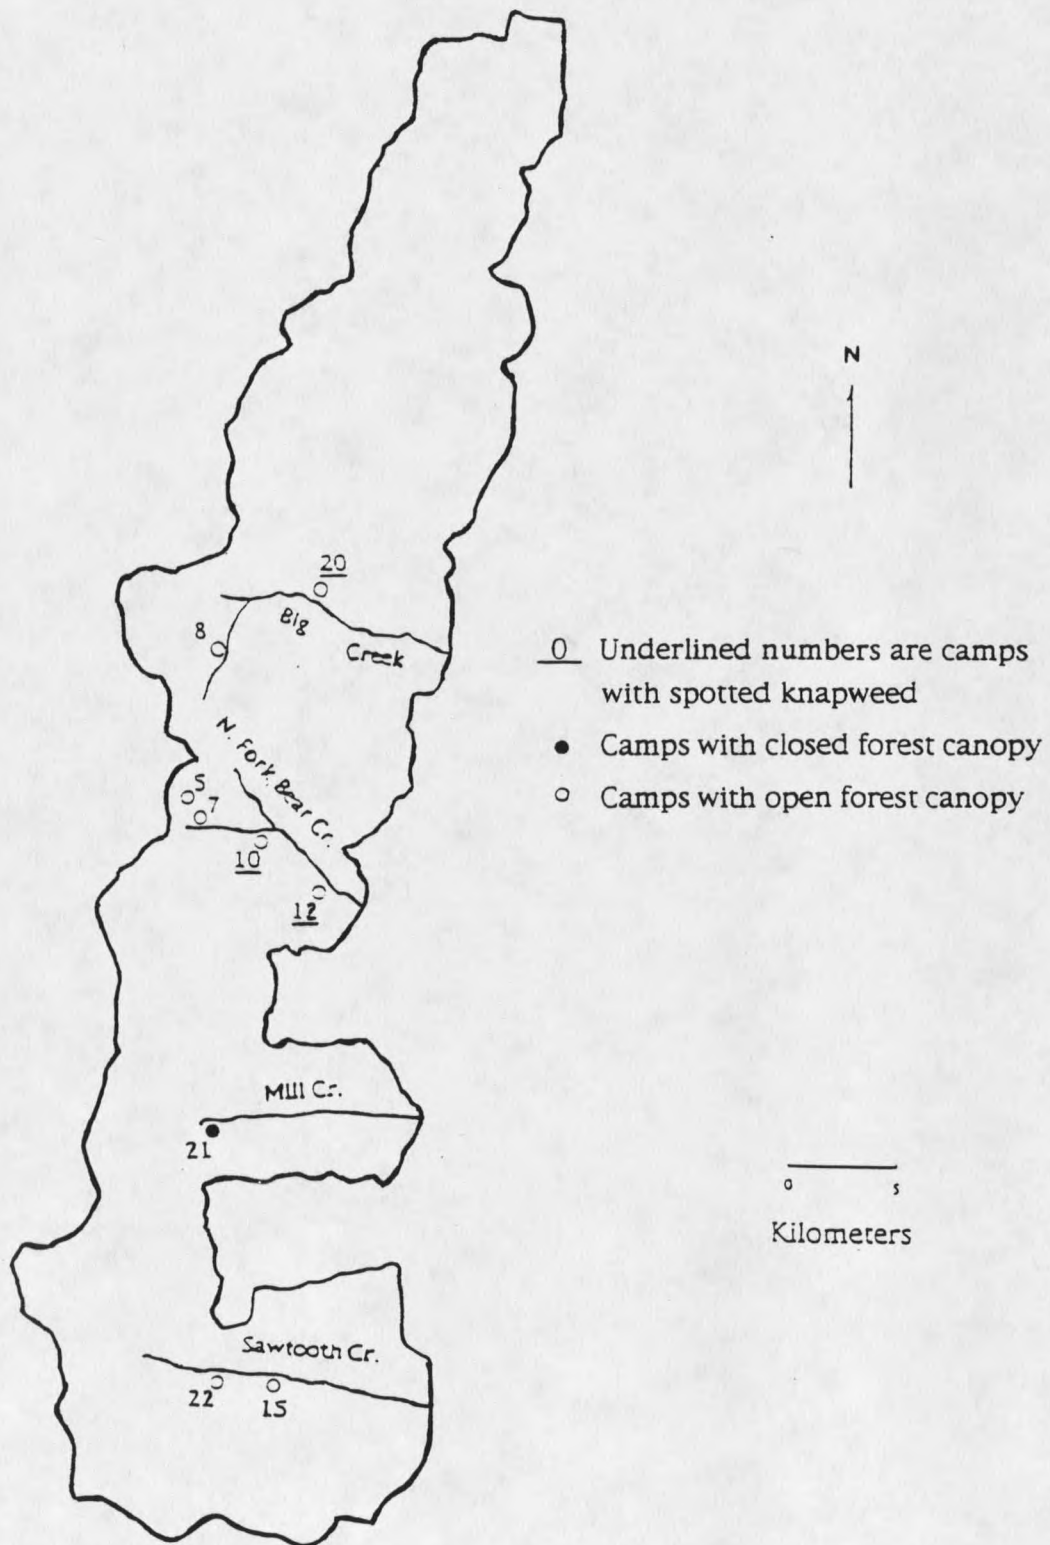 N
20
Big
Creek
8
N. Fork Bear Cr.
5
7
10
12
0 Underlined numbers are camps
with spotted knapweed
Camps with closed forest canopy
Camps with open forest canopy
Mill Cr.
21
0 5
Kilometers
Sawtooth Cr.
22 15